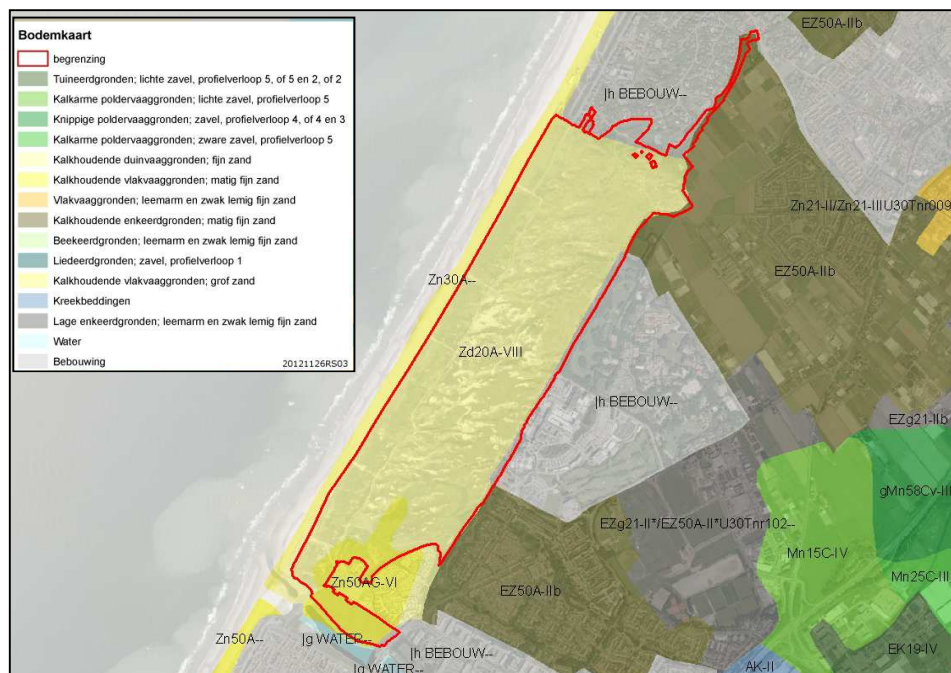 Bodemkaart
begrenzing
Tuineerdgronden; lichte zavel, profielverloop 5, of 5 en 2, of 2
Kalkarme poldervaaggronden; lichte zavel, profielverloop 5
Knippige poldervaaggronden; zavel, profielverloop 4, of 4 en 3
Kalkarme poldervaaggronden; zware zavel, profielverloop 5
Kalkhoudende duinvaaggronden; fijn zand
Kalkhoudende vlakvaaggronden; matig fijn zand
Vlakvaaggronden; leemarm en zwak lemig fijn zand
Kalkhoudende enkeerdgronden; matig fijn zand
Beekeerdgronden; leemarm en zwak lemig fijn zand
Liedeerdgronden; zavel, profielverloop 1
Kalkhoudende vlakvaaggronden; grof zand
Kreekbeddingen
Lage enkeerdgronden; leemarm en zwak lemig fijn zand
Water
Bebouwing
20121126RS03
EZ50A-IIb
|h BEBOUW--
Zn21-II/Zn21-IIIU30Tnr009
EZ50A-IIb
Zn30A--
Zd20A-VIII
|h BEBOUW--
EZg21-IIb
gMn58Cv-III
EZg21-II*/EZ50A-II*U30Tnr102--
Mn15C-IV
Mn25C-III
Zn50AG-VI
EZ50A-IIb
Zn50A--
|g WATER--
|h BEBOUW--
EK19-IV
|g WATER--
AK-II